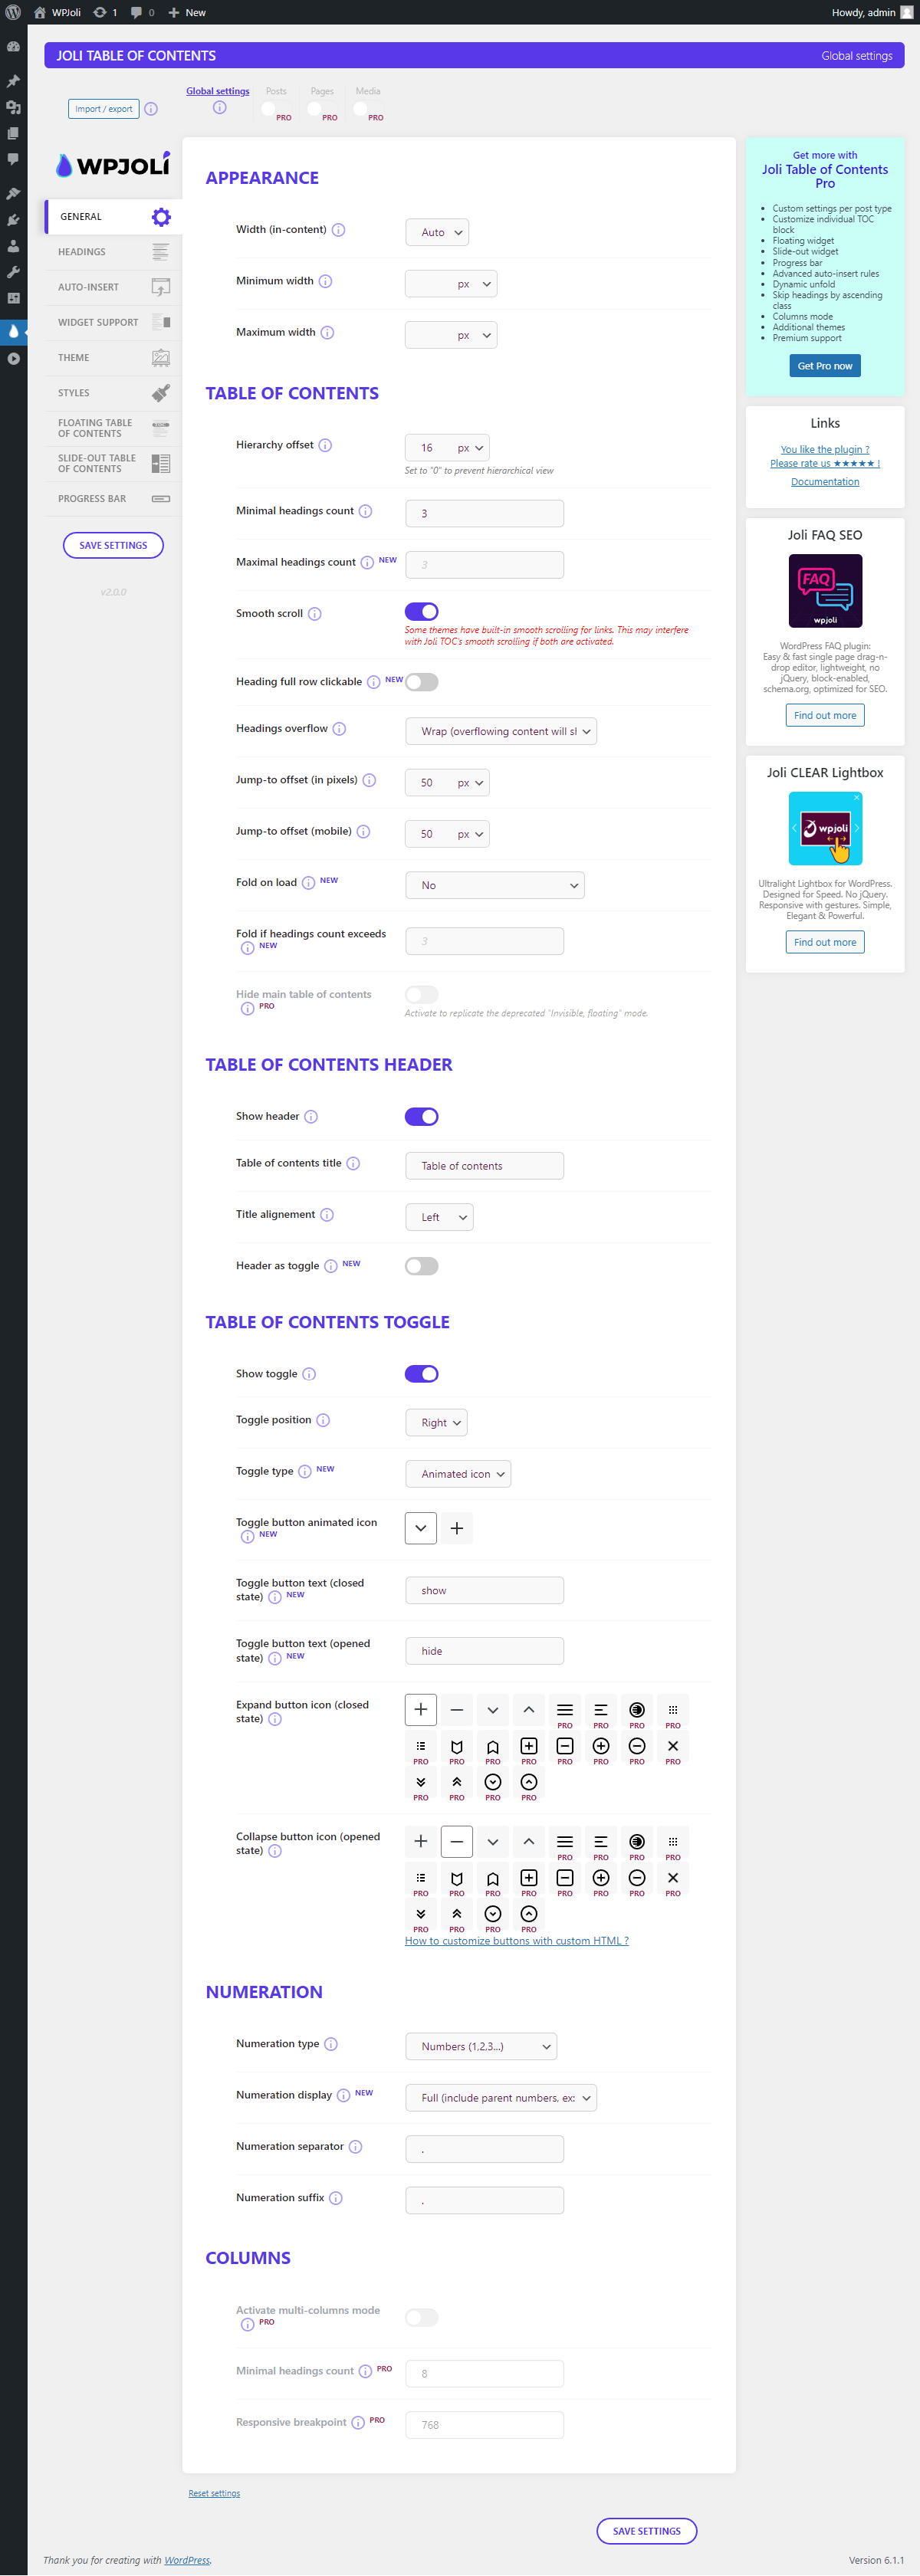 WPJoli 1 0 New Howdy, admin
JOLI TABLE OF CONTENTS Global settings
Import / export
Global settings Posts Pages Media
PRO PRO PRO
WPJOLI
GENERAL
HEADINGS
AUTO-INSERT
WIDGET SUPPORT
THEME
STYLES
FLOATING TABLE
OF CONTENTS
SLIDE-OUT TABLE
OF CONTENTS
PROGRESS BAR
SAVE SETTINGS
v2.0.0
APPEARANCE
Width (in-content) Auto
Minimum width px
Maximum width px
TABLE OF CONTENTS
Hierarchy offset 16 px
Set to "0" to prevent hierarchical view
Minimal headings count 3
Maximal headings count NEW 3
Smooth scroll
Some themes have built-in smooth scrolling for links. This may interfere
with Joli TOC's smooth scrolling if both are activated.
Heading full row clickable NEW
Headings overflow Wrap (overflowing content will sl
Jump-to offset (in pixels) 50 px
Jump-to offset (mobile) 50 px
Fold on load NEW No
Fold if headings count exceeds
NEW 3
Hide main table of contents
PRO
Activate to replicate the deprecated "Invisible, floating" mode.
TABLE OF CONTENTS HEADER
Show header
Table of contents title Table of contents
Title alignement Left
Header as toggle NEW
TABLE OF CONTENTS TOGGLE
Show toggle
Toggle position Right
Toggle type NEW Animated icon
Toggle button animated icon
NEW
Toggle button text (closed
state) NEW show
Toggle button text (opened
state) NEW hide
Expand button icon (closed
state)
PRO PRO PRO PRO
PRO PRO PRO PRO PRO PRO PRO PRO
PRO PRO PRO PRO
Collapse button icon (opened
state)
PRO PRO PRO PRO
PRO PRO PRO PRO PRO PRO PRO PRO
PRO PRO PRO PRO
How to customize buttons with custom HTML ?
NUMERATION
Numeration type Numbers (1,2,3...)
Numeration display NEW Full (include parent numbers, ex:
Numeration separator .
Numeration suffix .
COLUMNS
Activate multi-columns mode
PRO
Minimal headings count PRO 8
Responsive breakpoint PRO 768
Reset settings
SAVE SETTINGS
Get more with
Joli Table of Contents
Pro
• Custom settings per post type
• Customize individual TOC
block
• Floating widget
• Slide-out widget
• Progress bar
• Advanced auto-insert rules
• Dynamic unfold
• Skip headings by ascending
class
• Columns mode
• Additional themes
• Premium support
Get Pro now
Links
You like the plugin ?
Please rate us ★★★★★ !
Documentation
Joli FAQ SEO
FAQ
wpjoli
WordPress FAQ plugin:
Easy & fast single page drag-n-
drop editor, lightweight, no
jQuery, block-enabled,
schema.org, optimized for SEO.
Find out more
Joli CLEAR Lightbox
wpjoli
Ultralight Lightbox for WordPress.
Designed for Speed. No jQuery.
Responsive with gestures. Simple,
Elegant & Powerful.
Find out more
Thank you for creating with WordPress. Version 6.1.1